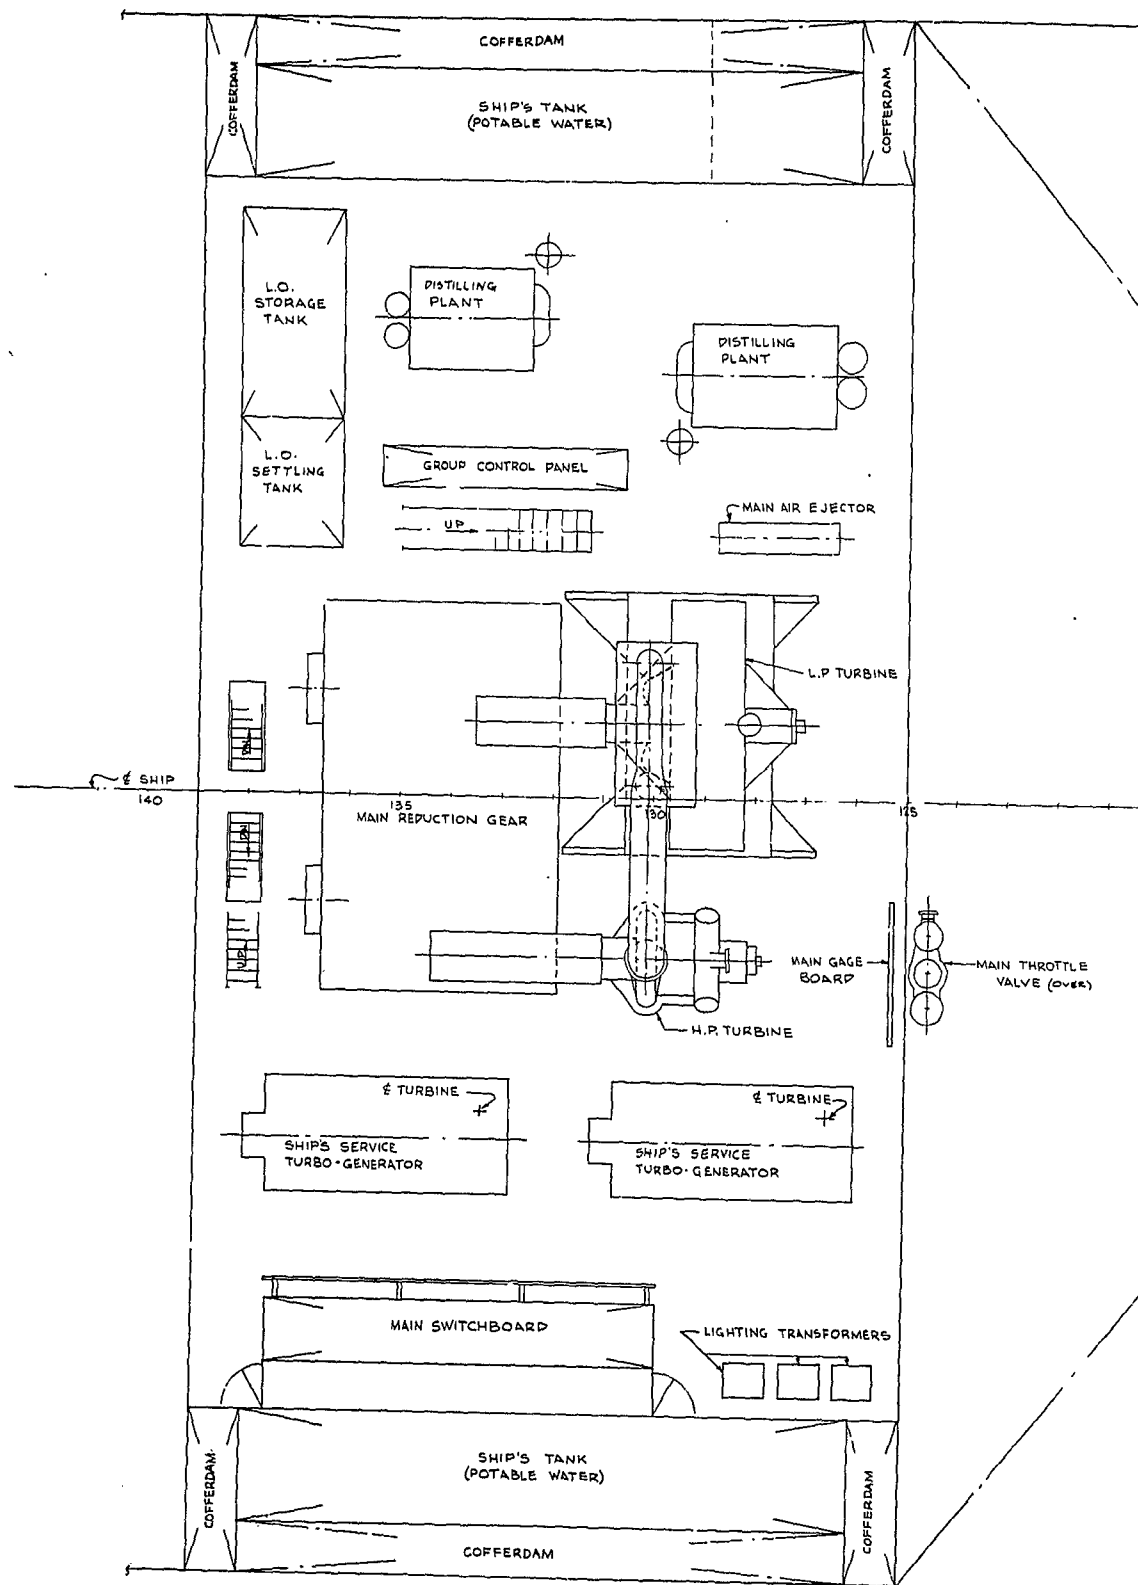 COFFERDAM
COFFERDAM
COFFERDAM
SHIP'S TANK
(POTABLE WATER)
L.O.
STORAGE
TANK
DISTILLING
PLANT
DISTILLING
PLANT
L.O.
SETTLING
TANK
GROUP CONTROL PANEL
UP
MAIN AIR EJECTOR
L.P TURBINE
DN
℄ SHIP
140
135
130
125
MAIN REDUCTION GEAR
DN
UP
MAIN GAGE
BOARD
MAIN THROTTLE
VALVE (OVER)
H.P. TURBINE
℄ TURBINE
SHIP'S SERVICE
TURBO-GENERATOR
℄ TURBINE
SHIP'S SERVICE
TURBO-GENERATOR
MAIN SWITCHBOARD
LIGHTING TRANSFORMERS
COFFERDAM
SHIP'S TANK
(POTABLE WATER)
COFFERDAM
COFFERDAM